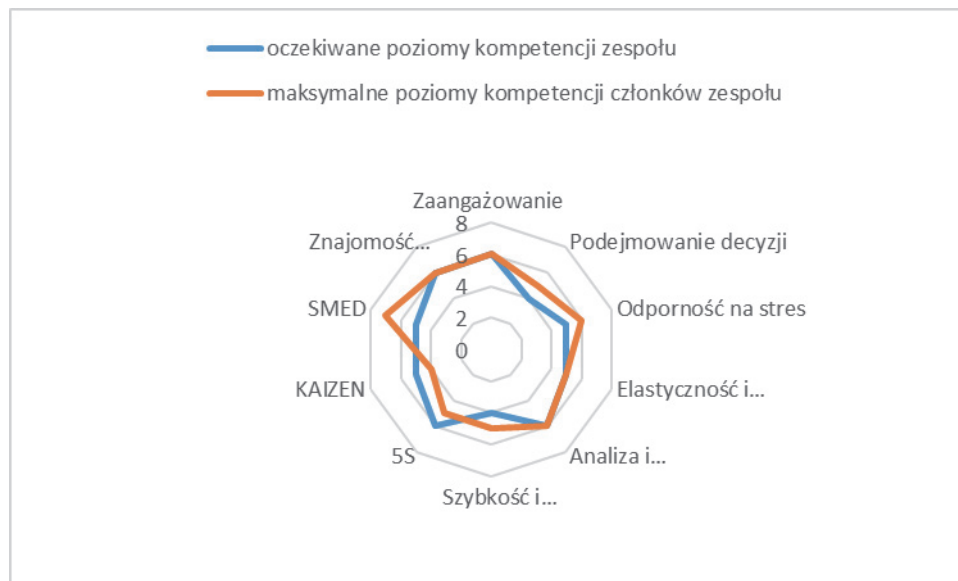 oczekiwane poziomy kompetencji zespołu
maksymalne poziomy kompetencji członków zespołu
Zaangażowanie
8
Znajomość...
Podejmowanie decyzji
6
4
SMED
Odporność na stres
2
0
KAIZEN
Elastyczność i...
5S
Analiza i...
Szybkość i...